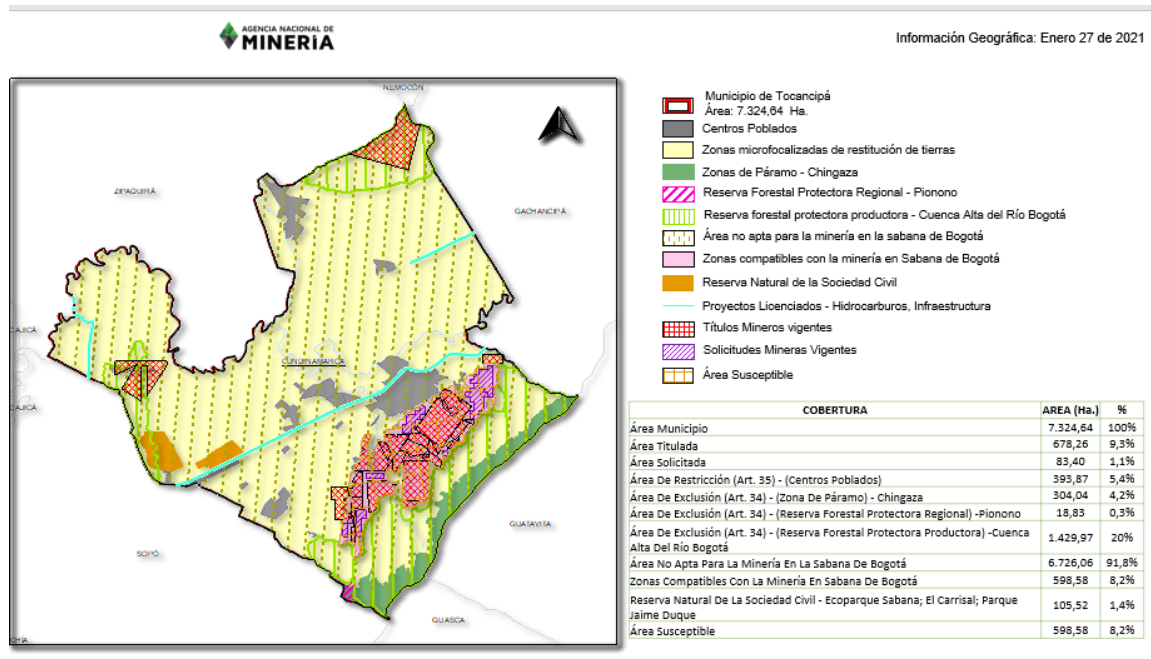 AGENCIA NACIONAL DE
MINERÍA
Información Geográfica: Enero 27 de 2021
NEMOCÓN
ZIPAQUIRÁ
GACHANCIPÁ
CAJICÁ
CUNDINAMARCA
CAJICÁ
GUATAVITA
SOPÓ
GUASCA
CHÍA
Municipio de Tocancipá
Área: 7.324,64 Ha.
Centros Poblados
Zonas microfocalizadas de restitución de tierras
Zonas de Páramo - Chingaza
Reserva Forestal Protectora Regional - Pionono
Reserva forestal protectora productora - Cuenca Alta del Río Bogotá
Área no apta para la minería en la sabana de Bogotá
Zonas compatibles con la minería en Sabana de Bogotá
Reserva Natural de la Sociedad Civil
Proyectos Licenciados - Hidrocarburos, Infraestructura
Títulos Mineros vigentes
Solicitudes Mineras Vigentes
Área Susceptible
COBERTURA AREA (Ha.) %
Área Municipio 7.324,64 100%
Área Titulada 678,26 9,3%
Área Solicitada 83,40 1,1%
Área De Restricción (Art. 35) - (Centros Poblados) 393,87 5,4%
Área De Exclusión (Art. 34) - (Zona De Páramo) - Chingaza 304,04 4,2%
Área De Exclusión (Art. 34) - (Reserva Forestal Protectora Regional) -Pionono 18,83 0,3%
Área De Exclusión (Art. 34) - (Reserva Forestal Protectora Productora) -Cuenca
Alta Del Río Bogotá 1.429,97 20%
Área No Apta Para La Minería En La Sabana De Bogotá 6.726,06 91,8%
Zonas Compatibles Con La Minería En Sabana De Bogotá 598,58 8,2%
Reserva Natural De La Sociedad Civil - Ecoparque Sabana; El Carrisal; Parque
Jaime Duque 105,52 1,4%
Área Susceptible 598,58 8,2%